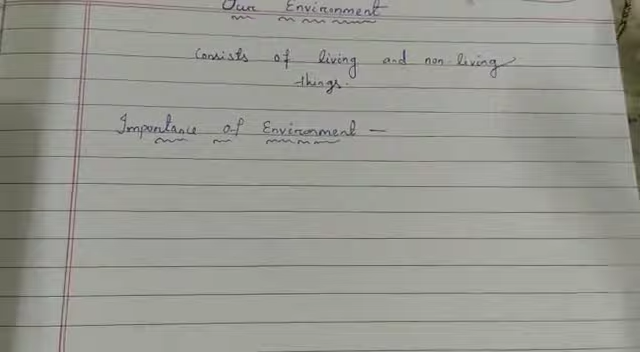 Our Environment
Consists of living and non-living
things.
Importance of Environment -